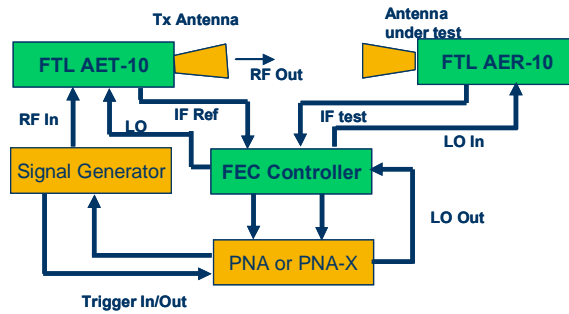 Tx Antenna
Antenna
under test
FTL AET-10
RF Out
FTL AER-10
RF In
LO
IF Ref
IF test
LO In
Signal Generator
FEC Controller
LO Out
PNA or PNA-X
Trigger In/Out